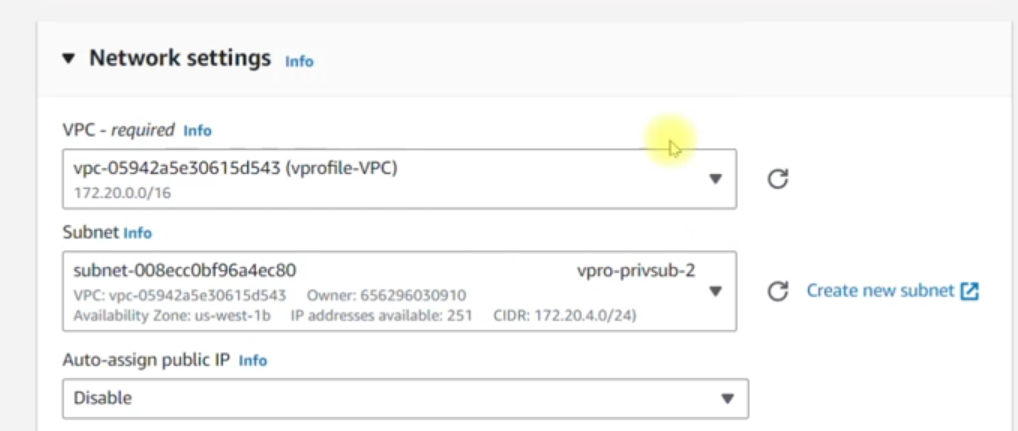 Network settings Info
VPC - required Info
vpc-05942a5e30615d543 (vprofile-VPC)
172.20.0.0/16
Subnet Info
subnet-008ecc0bf96a4ec80 vpro-privsub-2
VPC: vpc-05942a5e30615d543 Owner: 656296030910
Availability Zone: us-west-1b IP addresses available: 251 CIDR: 172.20.4.0/24)
Create new subnet
Auto-assign public IP Info
Disable